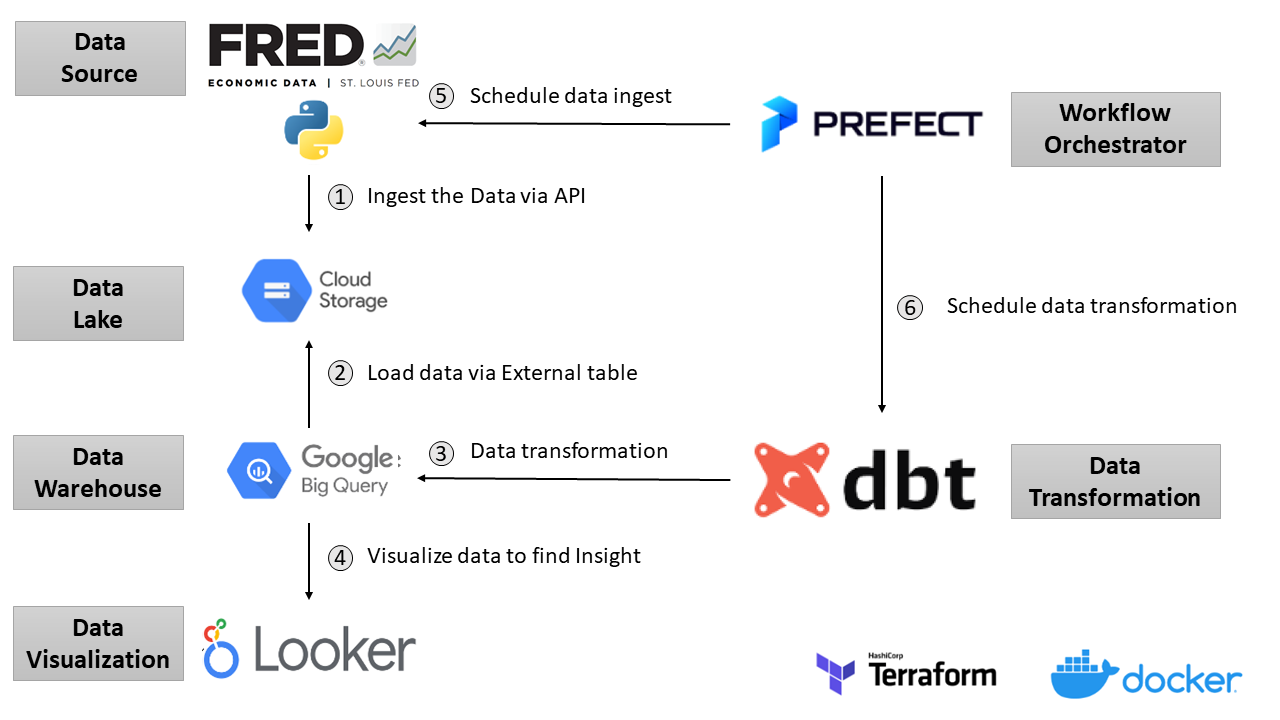 Data
Source
FRED
ECONOMIC DATA | ST. LOUIS FED
5 Schedule data ingest
PREFECT
Workflow
Orchestrator
1 Ingest the Data via API
Data
Lake
Cloud
Storage
6 Schedule data transformation
2 Load data via External table
Data
Warehouse
Google
Big Query
3 Data transformation
dbt
Data
Transformation
4 Visualize data to find Insight
Data
Visualization
Looker
HashiCorp
Terraform
docker